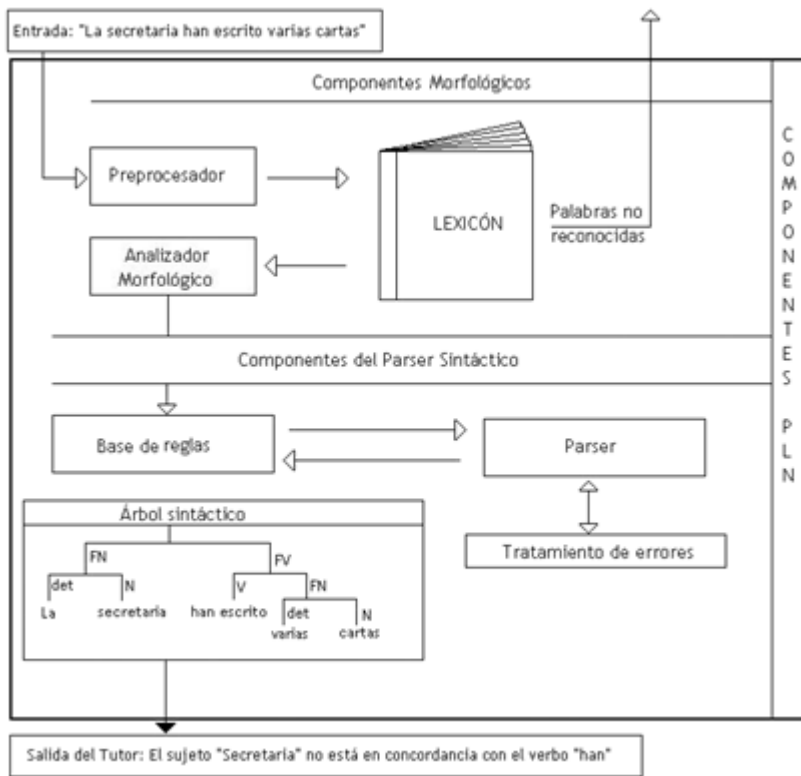 Entrada: "La secretaria han escrito varias cartas"
Componentes Morfológicos
Preprocesador
LEXICÓN
Palabras no
reconocidas
Analizador
Morfológico
Componentes del Parser Sintáctico
Base de reglas
Parser
Tratamiento de errores
Árbol sintáctico
FN
FV
det
N
V
FN
La
secretaria
han escrito
det
N
varias
cartas
COMPONENTES PLN
Salida del Tutor: El sujeto "Secretaria" no está en concordancia con el verbo "han"